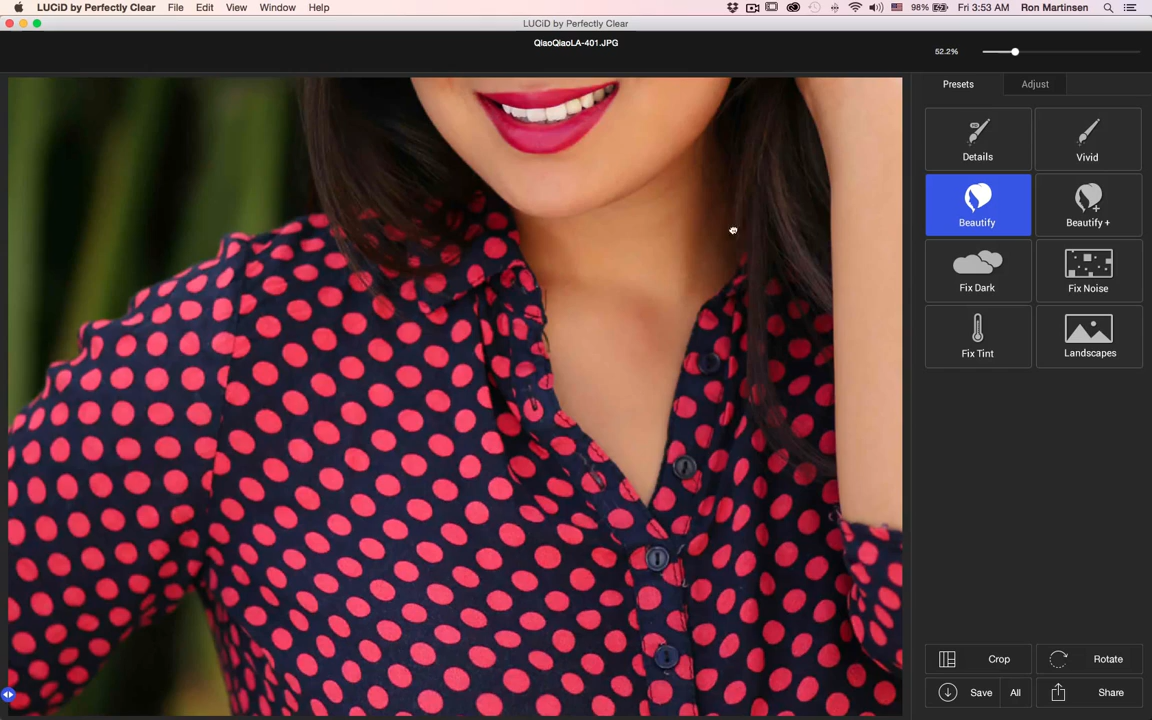 LUCiD by Perfectly Clear File Edit View Window Help 98% Fri 3:53 AM Ron Martinsen
LUCiD by Perfectly Clear
QiaoQiaoLA-401.JPG
52.2%
Presets Adjust
Details Vivid
Beautify Beautify +
Fix Dark Fix Noise
Fix Tint Landscapes
Crop Rotate
Save All Share